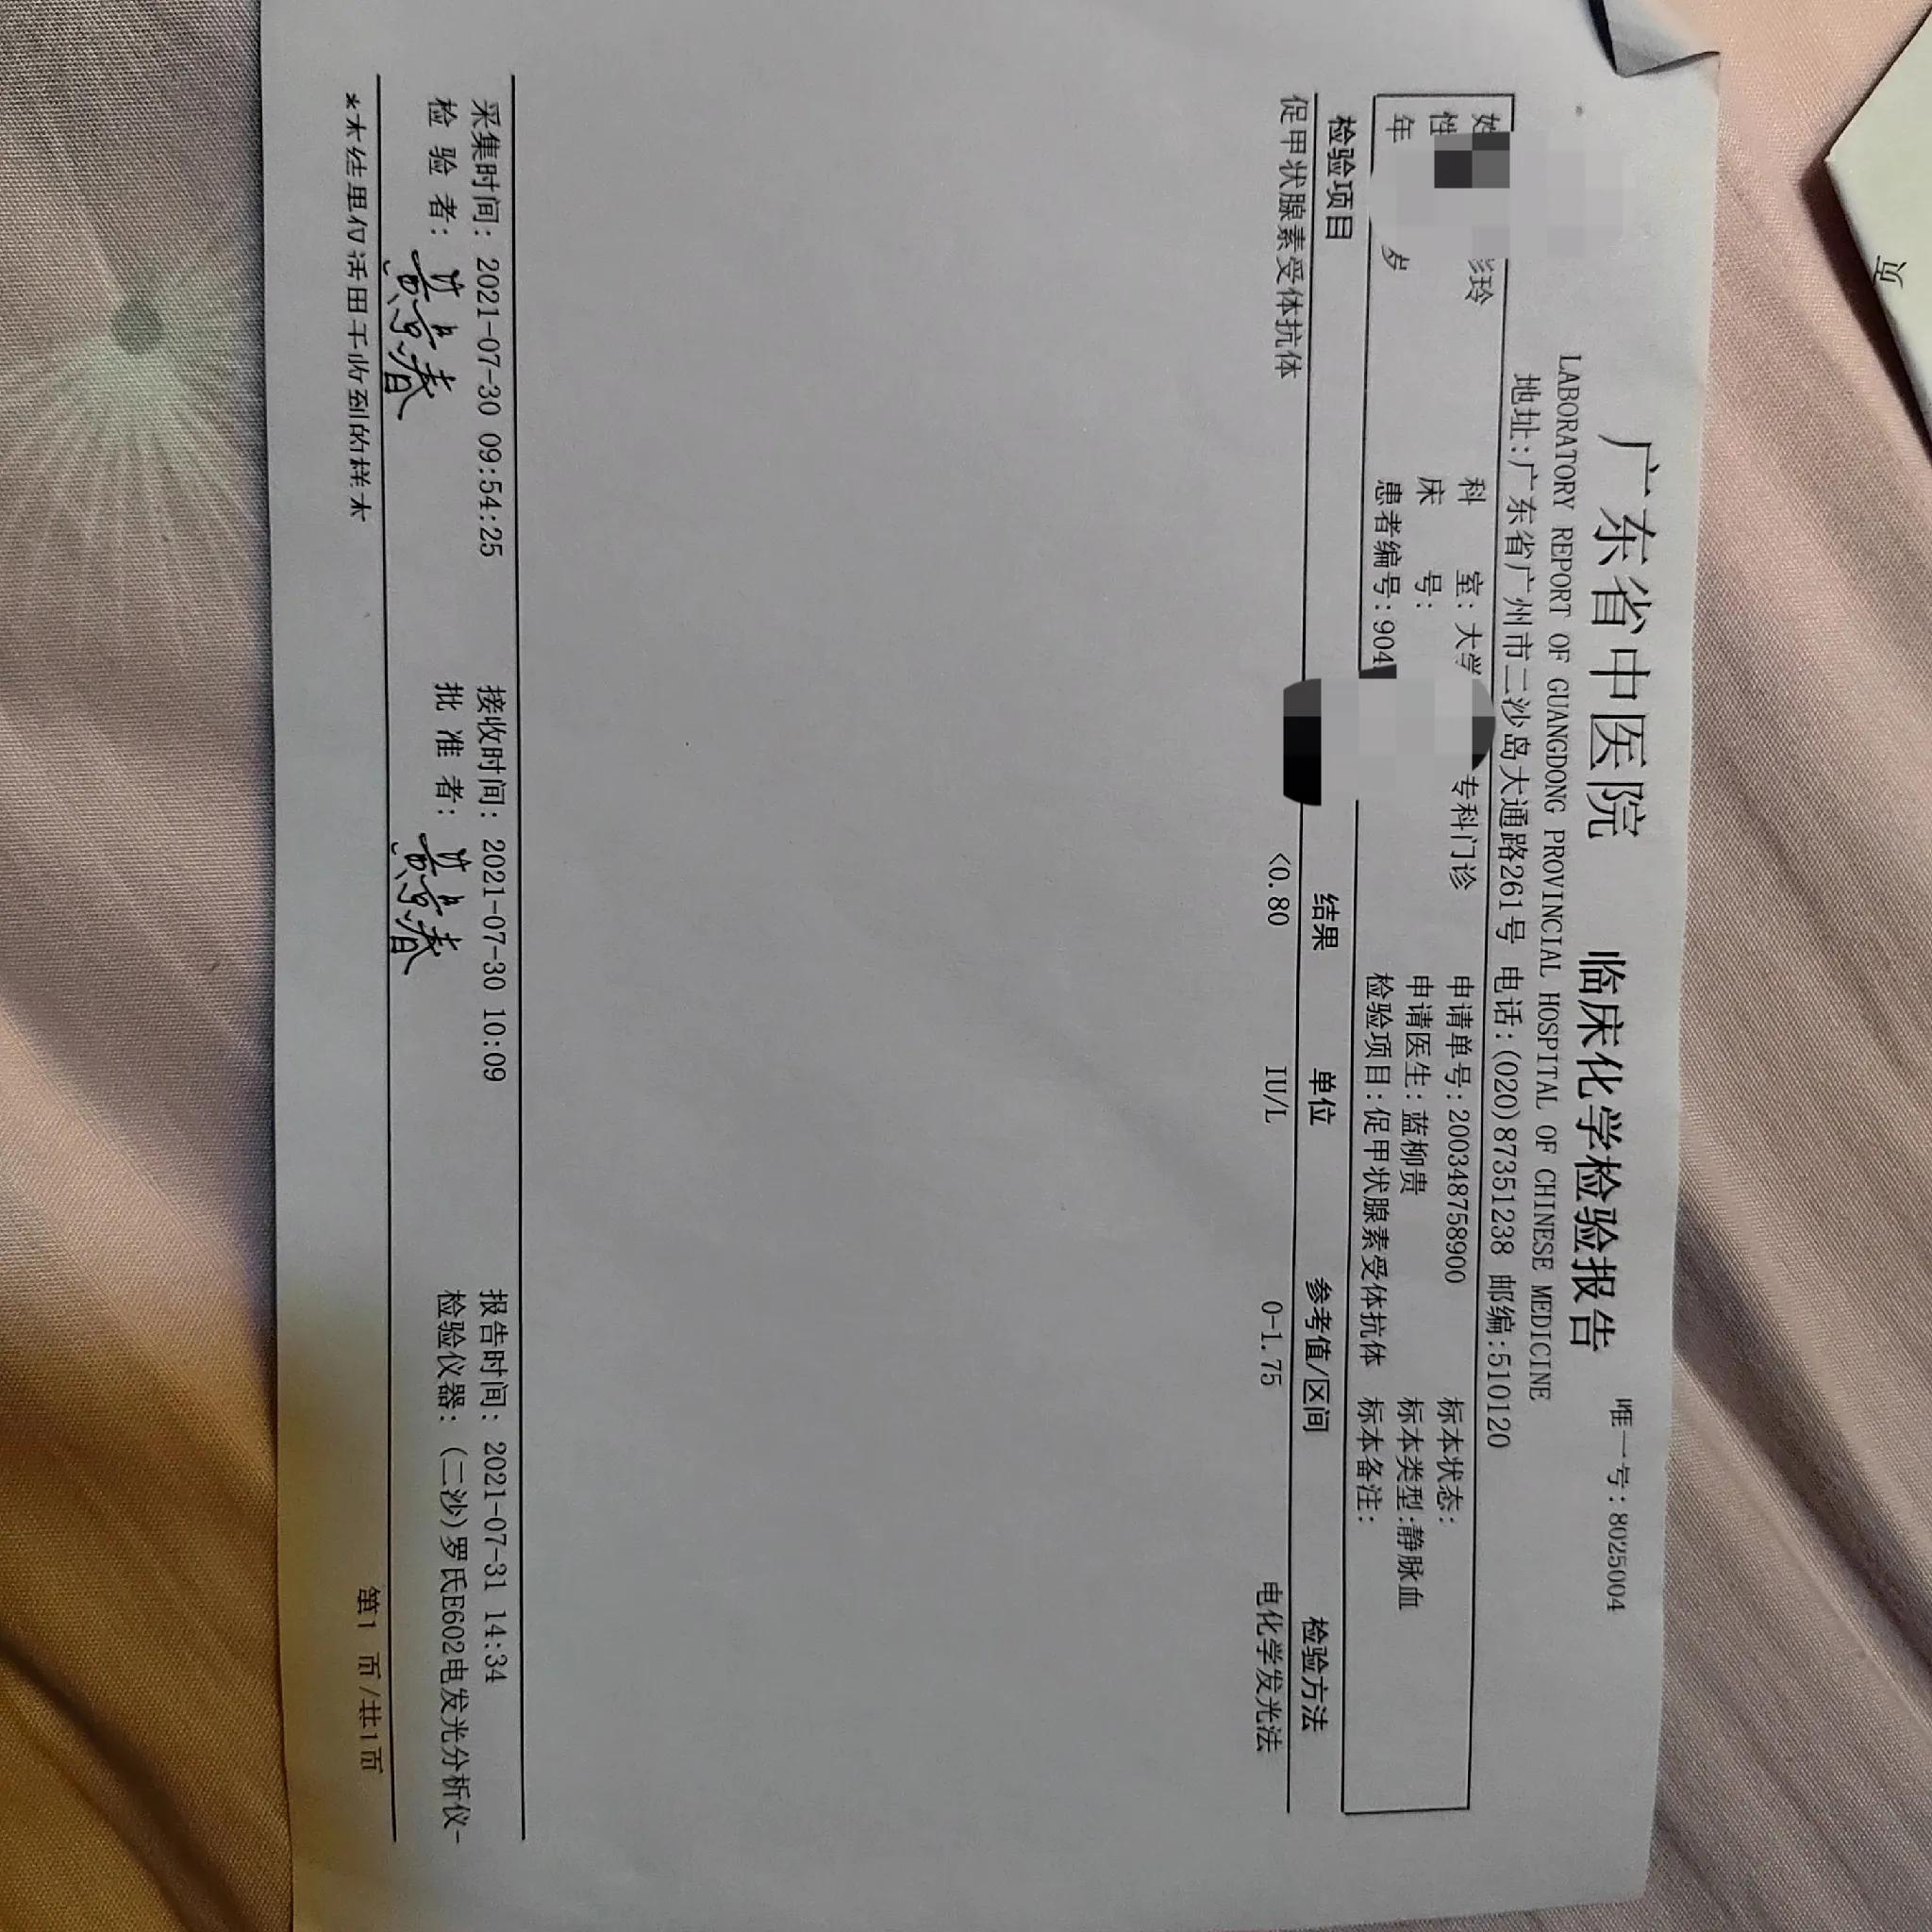 广东省中医院 临床化学检验报告 唯一号:8025004
LABORATORY REPORT OF GUANGDONG PROVINCIAL HOSPITAL OF CHINESE MEDICINE
地址:广东省广州市二沙岛大通路261号 电话:(020)87351238 邮编:510120
姓 彭玲 科 室:大学 专科门诊 申请单号:200348758900 标本状态:
性 床 号: 申请医生:蓝柳贵 标本类型:静脉血
年 岁 患者编号:904 检验项目:促甲状腺素受体抗体 标本备注:
检验项目 结果 单位 参考值/区间 检验方法
促甲状腺素受体抗体 <0.80 IU/L 0-1.75 电化学发光法
采集时间: 2021-07-30 09:54:25 接收时间: 2021-07-30 10:09 报告时间: 2021-07-31 14:34
检 验 者: 批 准 者: 检验仪器: (二沙)罗氏E602电发光分析仪-
*本结果仅适用于收到的样本 第1 页/共1页
页